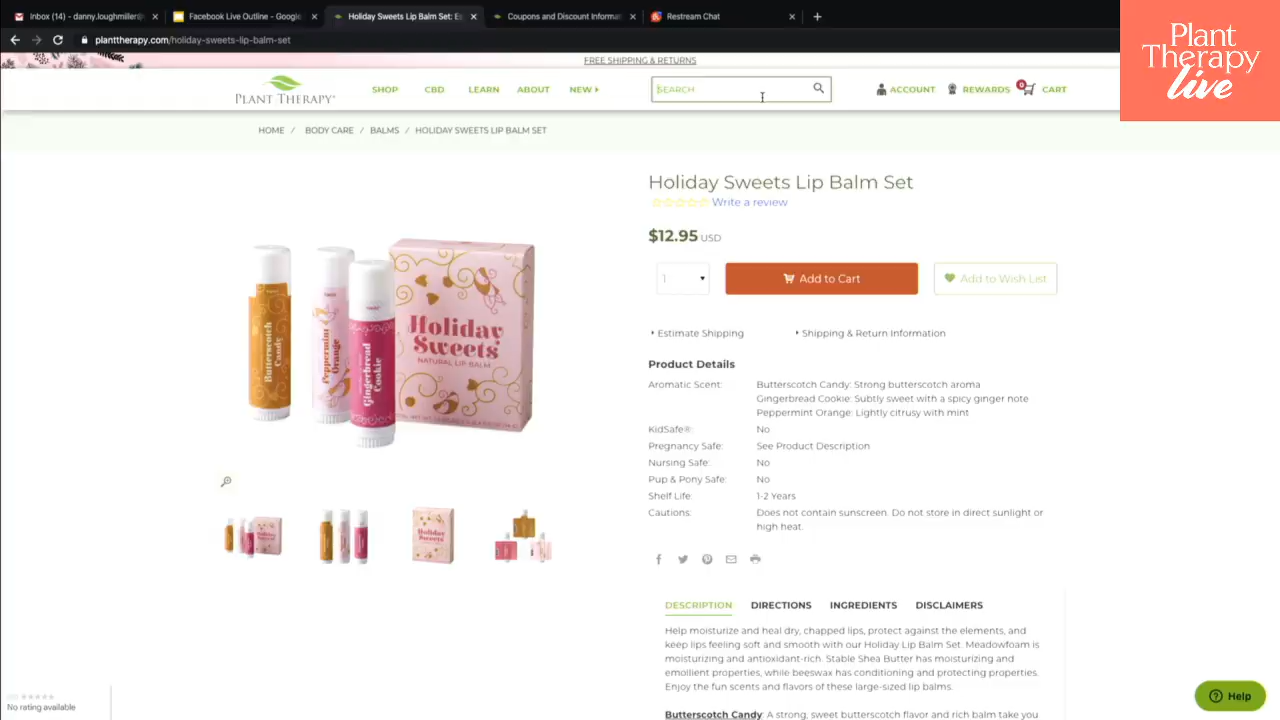 Inbox (14) - danny.loughmiller@
Facebook Live Outline - Google
Holiday Sweets Lip Balm Set: Es
Coupons and Discount Informa
Restream Chat
planttherapy.com/holiday-sweets-lip-balm-set
Plant
Therapy
live
FREE SHIPPING & RETURNS
PLANT THERAPY
SHOP
CBD
LEARN
ABOUT
NEW
SEARCH
ACCOUNT
REWARDS
0
CART
HOME / BODY CARE / BALMS / HOLIDAY SWEETS LIP BALM SET
Holiday Sweets Lip Balm Set
Write a review
$12.95 USD
1
Add to Cart
Add to Wish List
Estimate Shipping
Shipping & Return Information
Butterscotch Candy
Peppermint Orange
Gingerbread Cookie
Holiday
Sweets
NATURAL LIP BALM
Product Details
Aromatic Scent: Butterscotch Candy: Strong butterscotch aroma
Gingerbread Cookie: Subtly sweet with a spicy ginger note
Peppermint Orange: Lightly citrusy with mint
KidSafe®: No
Pregnancy Safe: See Product Description
Nursing Safe: No
Pup & Pony Safe: No
Shelf Life: 1-2 Years
Cautions: Does not contain sunscreen. Do not store in direct sunlight or
high heat.
Holiday
Sweets
DESCRIPTION
DIRECTIONS
INGREDIENTS
DISCLAIMERS
Help moisturize and heal dry, chapped lips, protect against the elements, and
keep lips feeling soft and smooth with our Holiday Lip Balm Set. Meadowfoam is
moisturizing and antioxidant-rich. Stable Shea Butter has moisturizing and
emollient properties, while beeswax has conditioning and protecting properties.
Enjoy the fun scents and flavors of these large-sized lip balms.
Butterscotch Candy: A strong, sweet butterscotch flavor and rich balm take you
No rating available
Help